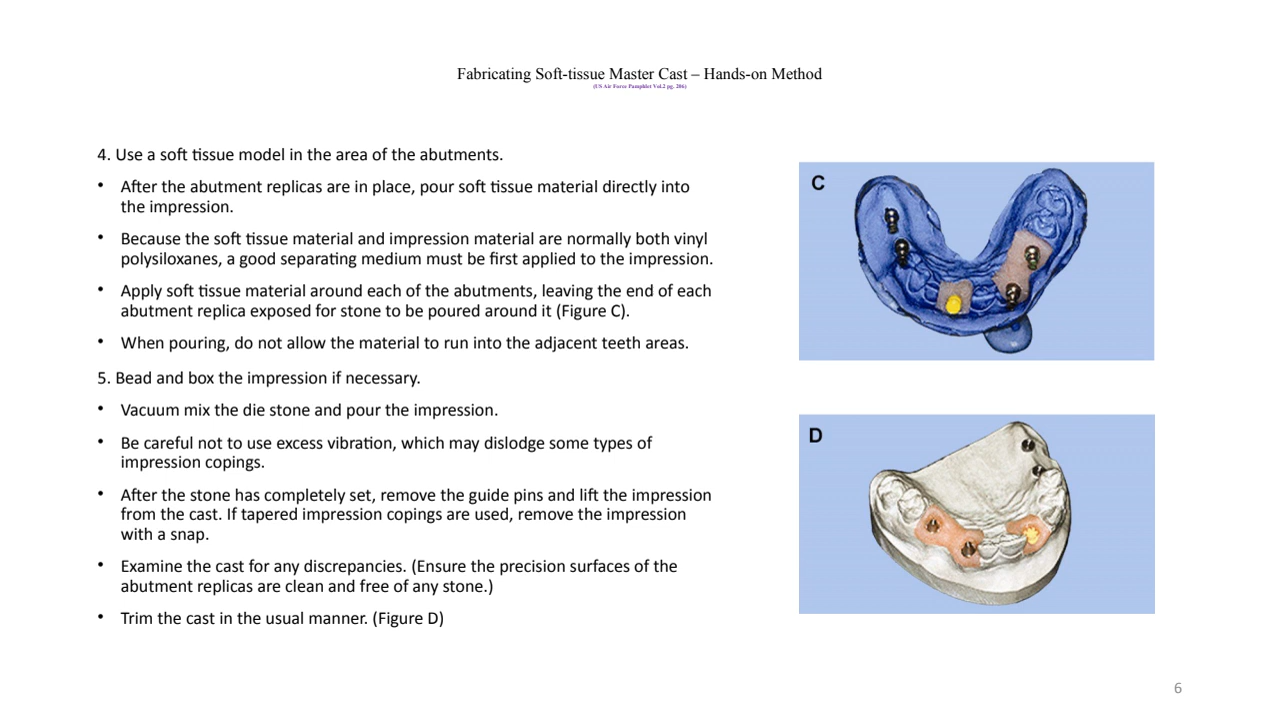 Fabricating Soft-tissue Master Cast – Hands-on Method
(US Air Force Pamphlet Vol.2 pg. 206)
4. Use a soft tissue model in the area of the abutments.
• After the abutment replicas are in place, pour soft tissue material directly into
the impression.
• Because the soft tissue material and impression material are normally both vinyl
polysiloxanes, a good separating medium must be first applied to the impression.
• Apply soft tissue material around each of the abutments, leaving the end of each
abutment replica exposed for stone to be poured around it (Figure C).
• When pouring, do not allow the material to run into the adjacent teeth areas.
5. Bead and box the impression if necessary.
• Vacuum mix the die stone and pour the impression.
• Be careful not to use excess vibration, which may dislodge some types of
impression copings.
• After the stone has completely set, remove the guide pins and lift the impression
from the cast. If tapered impression copings are used, remove the impression
with a snap.
• Examine the cast for any discrepancies. (Ensure the precision surfaces of the
abutment replicas are clean and free of any stone.)
• Trim the cast in the usual manner. (Figure D)
C
D
6